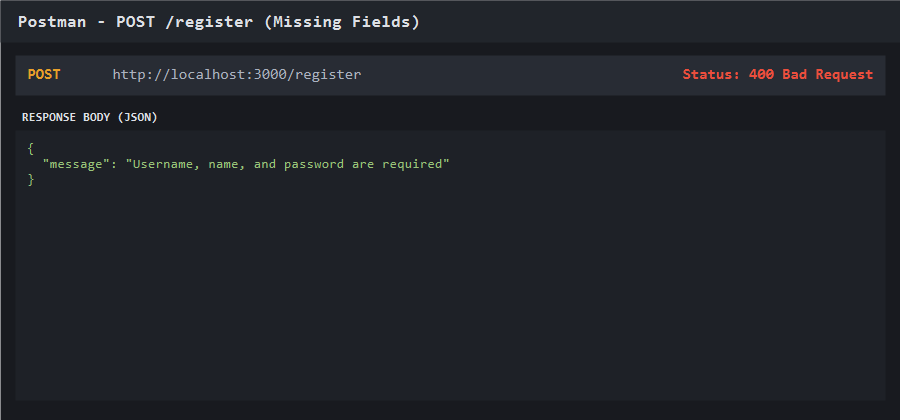 Postman - POST /register (Missing Fields)
POST http://localhost:3000/register Status: 400 Bad Request
RESPONSE BODY (JSON)
{
"message": "Username, name, and password are required"
}